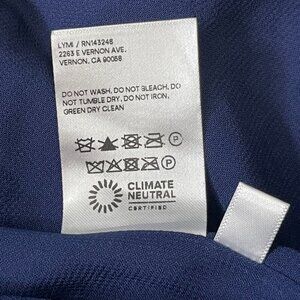 LYMI / RN143246
2263 E VERNON AVE.
VERNON, CA 90058
DO NOT WASH, DO NOT BLEACH, DO
NOT TUMBLE DRY, DO NOT IRON,
GREEN DRY CLEAN
P
P
CLIMATE
NEUTRAL
CERTIFIED